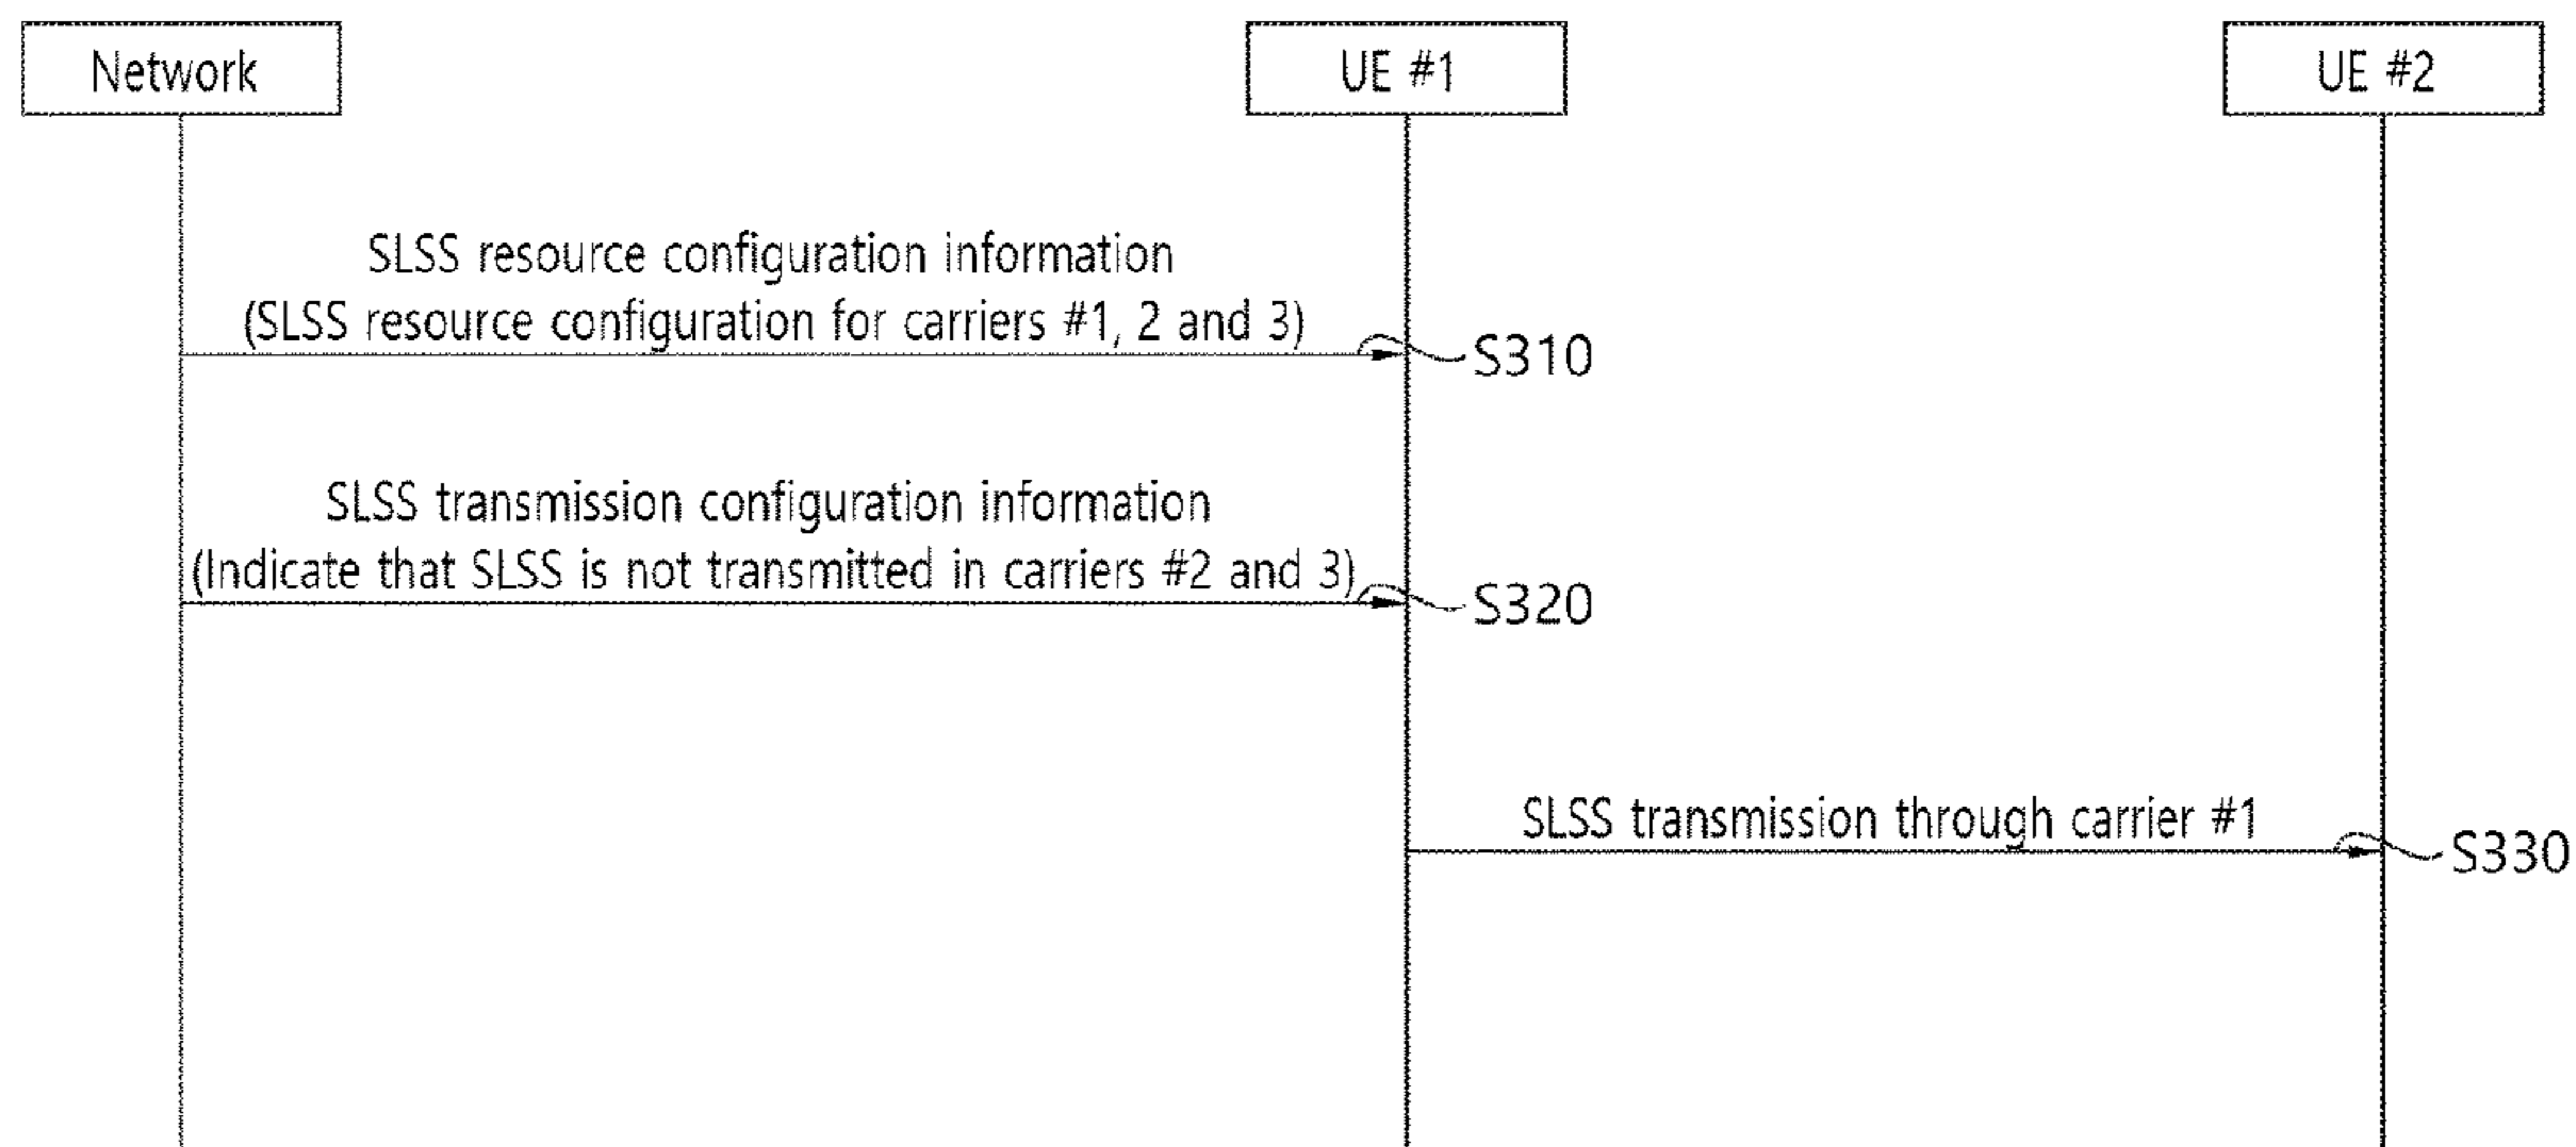 Network
UE #1
UE #2
SLSS resource configuration information
(SLSS resource configuration for carriers #1, 2 and 3)
S310
SLSS transmission configuration information
(Indicate that SLSS is not transmitted in carriers #2 and 3)
S320
SLSS transmission through carrier #1
S330